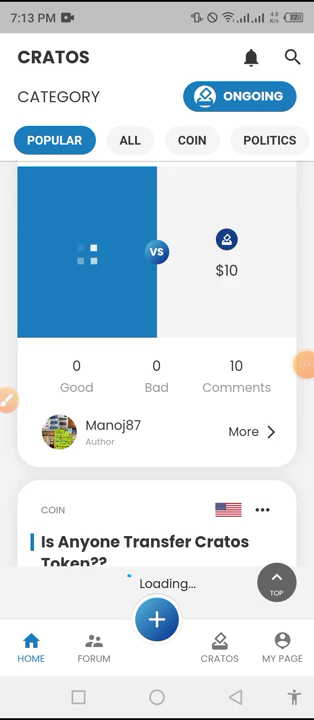 7:13 PM
CRATOS
CATEGORY
ONGOING
POPULAR ALL COIN POLITICS
VS
$10
0 0 10
Good Bad Comments
Manoj87
Author
More
COIN
Is Anyone Transfer Cratos
Token??
Loading...
TOP
HOME FORUM CRATOS MY PAGE